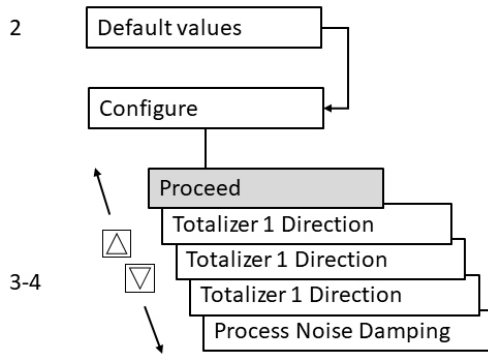 2
Default values
Configure
Proceed
Totalizer 1 Direction
Totalizer 1 Direction
3-4
Totalizer 1 Direction
Process Noise Damping